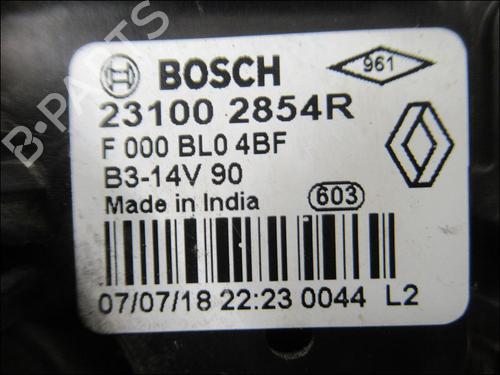 BOSCH
961
23100 2854R
F 000 BL0 4BF
B3-14V 90
Made in India
603
07/07/18 22:23 0044 L2
B-PARTS